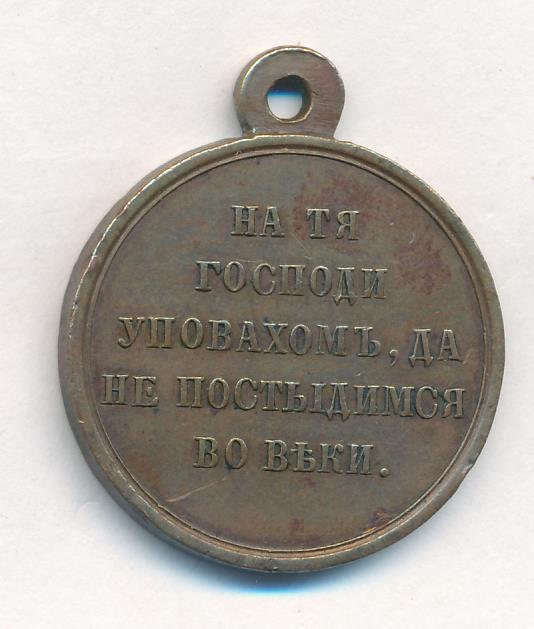 НА ТЯ
ГОСПОДИ
УПОВАХОМЪ, ДА
НЕ ПОСТЫДИМСЯ
ВО ВѢКИ.